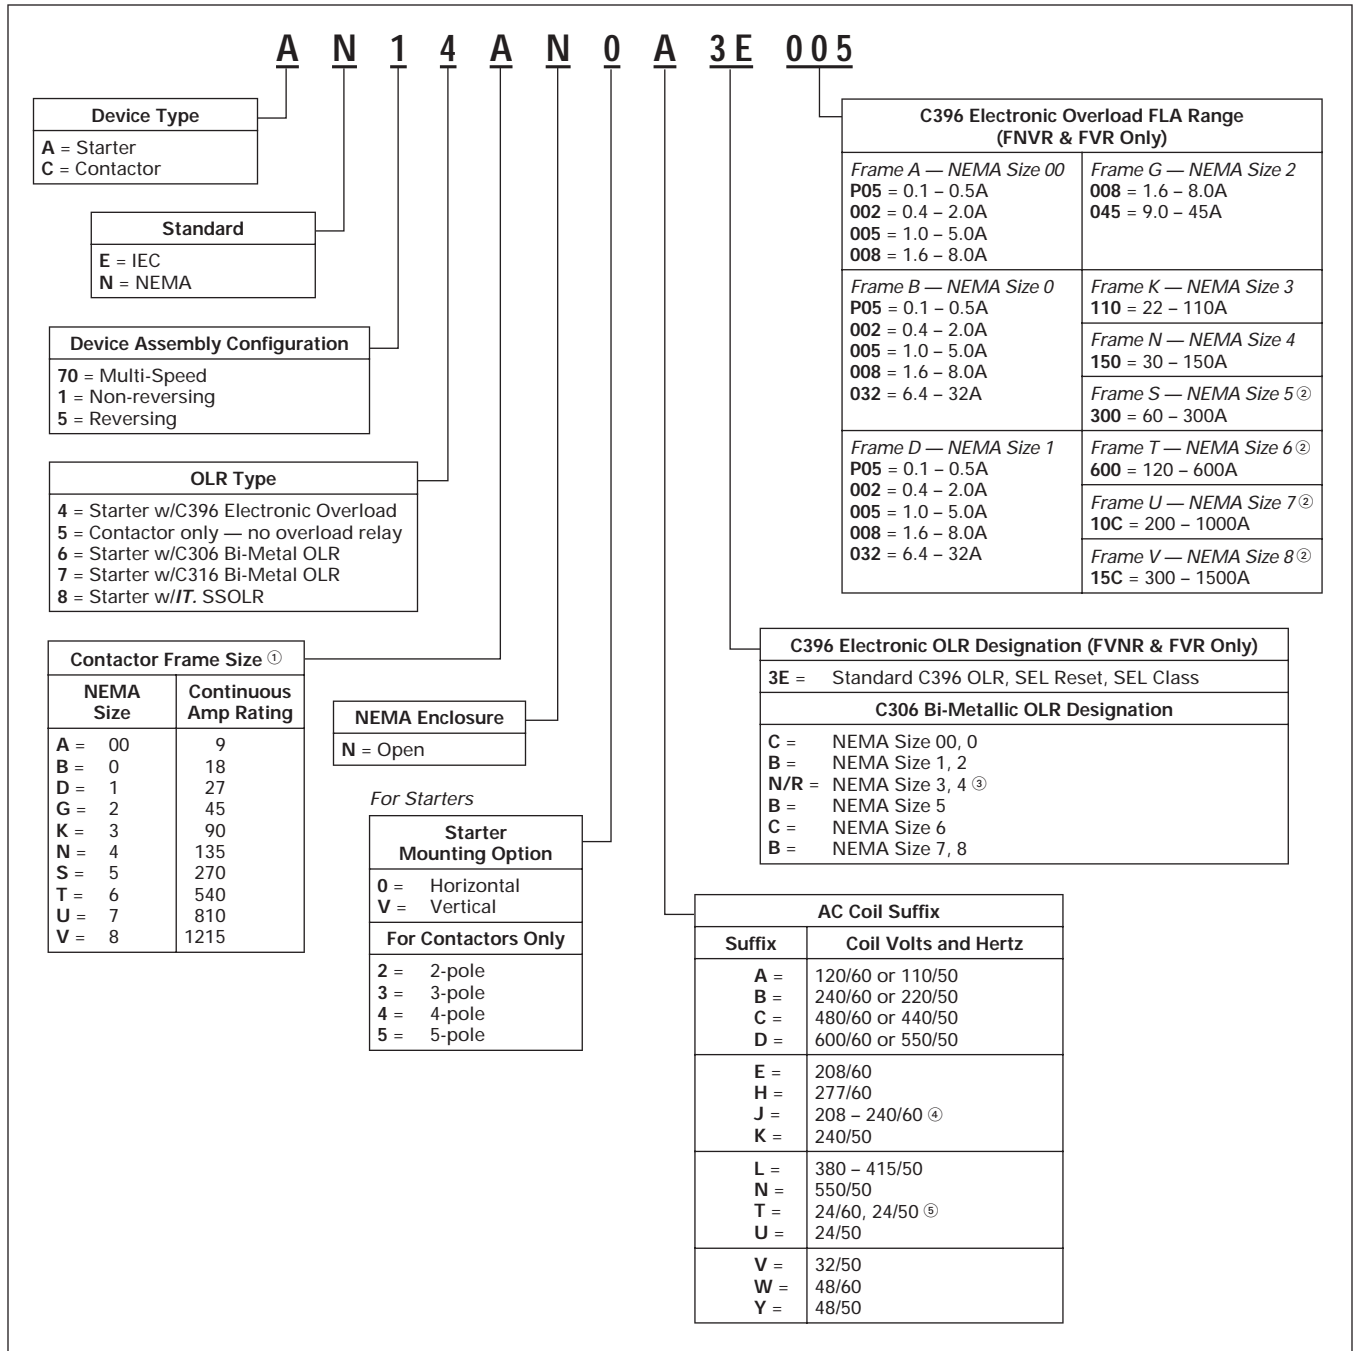 A N 1 4 A N 0 A 3E 005
Device Type
A = Starter
C = Contactor
Standard
E = IEC
N = NEMA
Device Assembly Configuration
70 = Multi-Speed
1 = Non-reversing
5 = Reversing
OLR Type
4 = Starter w/C396 Electronic Overload
5 = Contactor only — no overload relay
6 = Starter w/C306 Bi-Metal OLR
7 = Starter w/C316 Bi-Metal OLR
8 = Starter w/IT. SSOLR
Contactor Frame Size ①
NEMA Size Continuous Amp Rating
A = 00 9
B = 0 18
D = 1 27
G = 2 45
K = 3 90
N = 4 135
S = 5 270
T = 6 540
U = 7 810
V = 8 1215
NEMA Enclosure
N = Open
For Starters
Starter
Mounting Option
0 = Horizontal
V = Vertical
For Contactors Only
2 = 2-pole
3 = 3-pole
4 = 4-pole
5 = 5-pole
C396 Electronic Overload FLA Range
(FNVR & FVR Only)
Frame A — NEMA Size 00
P05 = 0.1 – 0.5A
002 = 0.4 – 2.0A
005 = 1.0 – 5.0A
008 = 1.6 – 8.0A
Frame B — NEMA Size 0
P05 = 0.1 – 0.5A
002 = 0.4 – 2.0A
005 = 1.0 – 5.0A
008 = 1.6 – 8.0A
032 = 6.4 – 32A
Frame D — NEMA Size 1
P05 = 0.1 – 0.5A
002 = 0.4 – 2.0A
005 = 1.0 – 5.0A
008 = 1.6 – 8.0A
032 = 6.4 – 32A
Frame G — NEMA Size 2
008 = 1.6 – 8.0A
045 = 9.0 – 45A
Frame K — NEMA Size 3
110 = 22 – 110A
Frame N — NEMA Size 4
150 = 30 – 150A
Frame S — NEMA Size 5 ②
300 = 60 – 300A
Frame T — NEMA Size 6 ②
600 = 120 – 600A
Frame U — NEMA Size 7 ②
10C = 200 – 1000A
Frame V — NEMA Size 8 ②
15C = 300 – 1500A
C396 Electronic OLR Designation (FVNR & FVR Only)
3E = Standard C396 OLR, SEL Reset, SEL Class
C306 Bi-Metallic OLR Designation
C = NEMA Size 00, 0
B = NEMA Size 1, 2
N/R = NEMA Size 3, 4 ③
B = NEMA Size 5
C = NEMA Size 6
B = NEMA Size 7, 8
AC Coil Suffix
Suffix Coil Volts and Hertz
A = 120/60 or 110/50
B = 240/60 or 220/50
C = 480/60 or 440/50
D = 600/60 or 550/50
E = 208/60
H = 277/60
J = 208 – 240/60 ④
K = 240/50
L = 380 – 415/50
N = 550/50
T = 24/60, 24/50 ⑤
U = 24/50
V = 32/50
W = 48/60
Y = 48/50